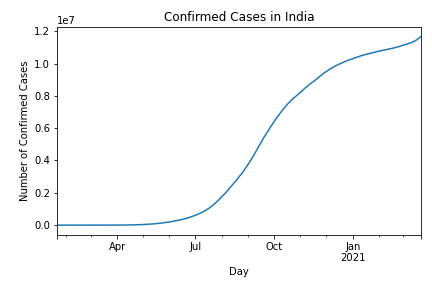 Confirmed Cases in India
1e7
1.2
1.0
0.8
0.6
0.4
0.2
0.0
Number of Confirmed Cases
Apr
Jul
Oct
Jan
2021
Day